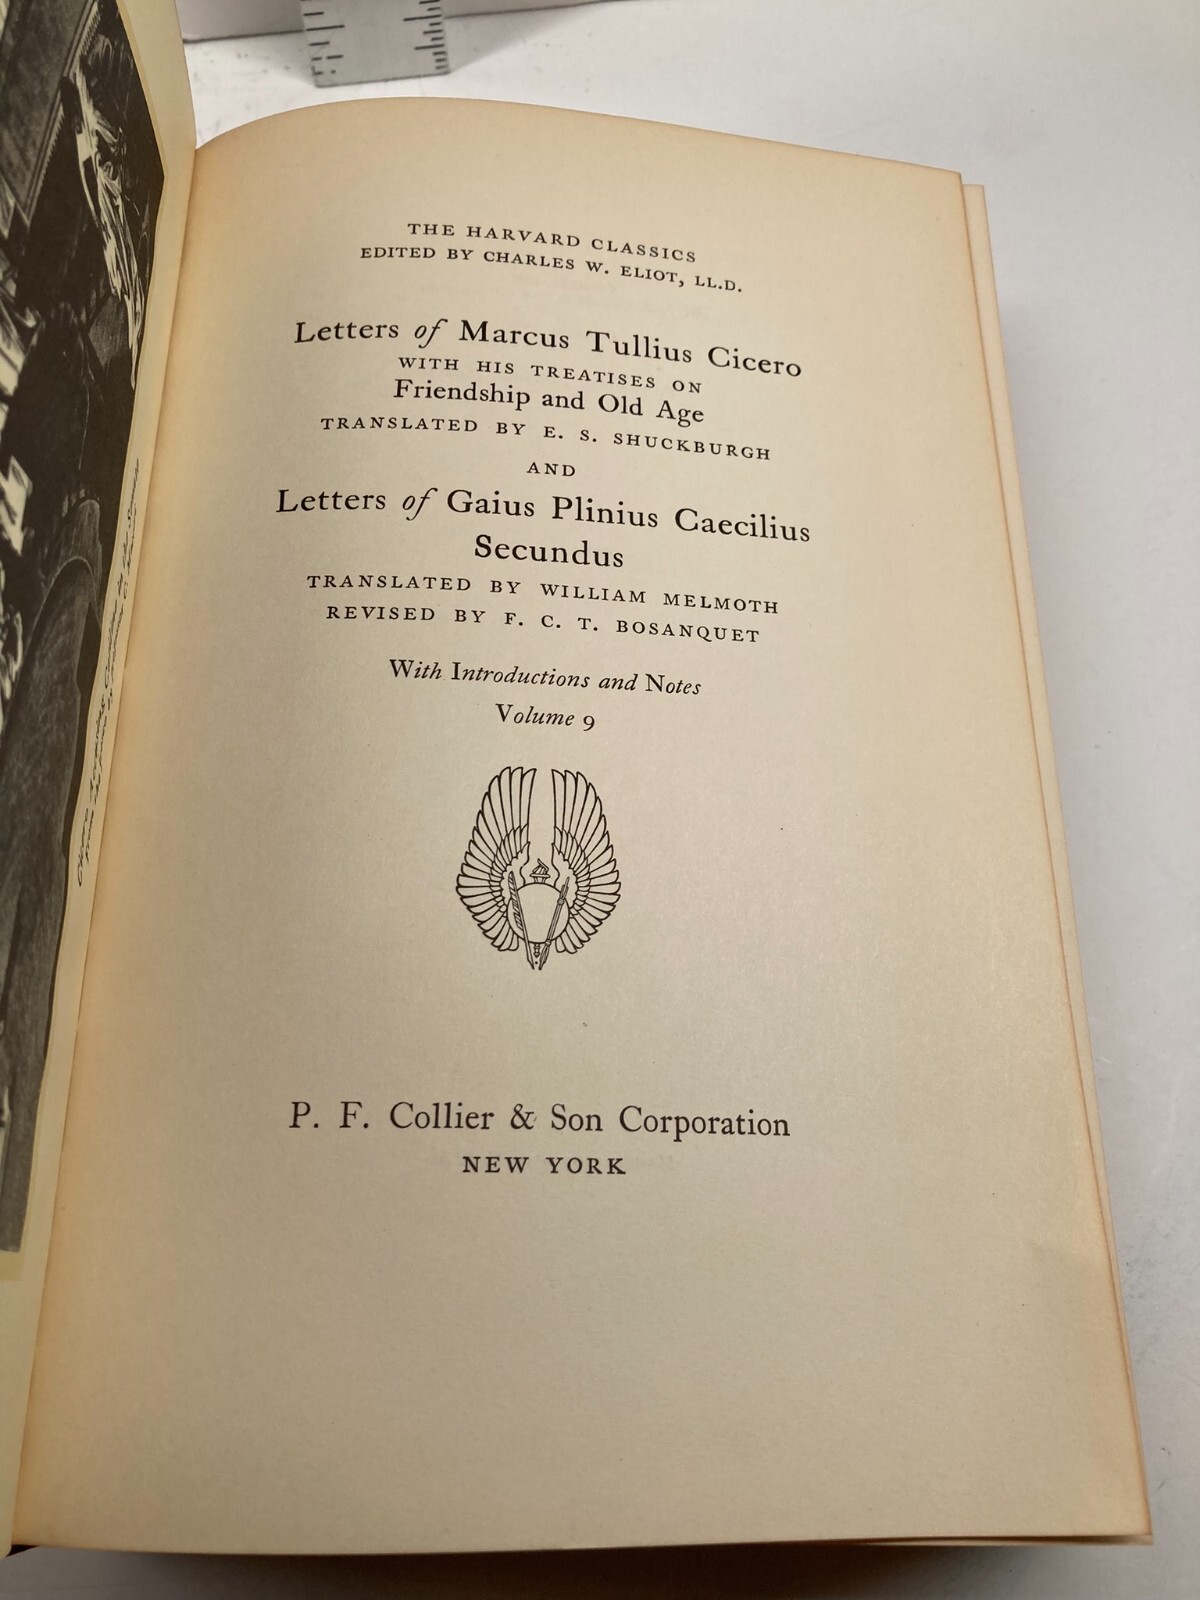 THE HARVARD CLASSICS
EDITED BY CHARLES W. ELIOT, LL.D.
Letters of Marcus Tullius Cicero
WITH HIS TREATISES ON
Friendship and Old Age
TRANSLATED BY E. S. SHUCKBURGH
AND
Letters of Gaius Plinius Caecilius
Secundus
TRANSLATED BY WILLIAM MELMOTH
REVISED BY F. C. T. BOSANQUET
With Introductions and Notes
Volume 9
P. F. Collier & Son Corporation
NEW YORK